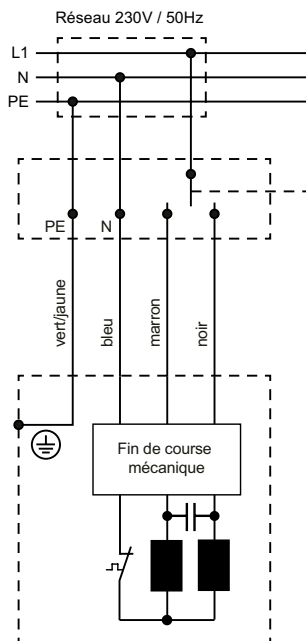 Réseau 230V / 50Hz
L1
N
PE
PE
N
vert/jaune
bleu
marron
noir
Fin de course
mécanique